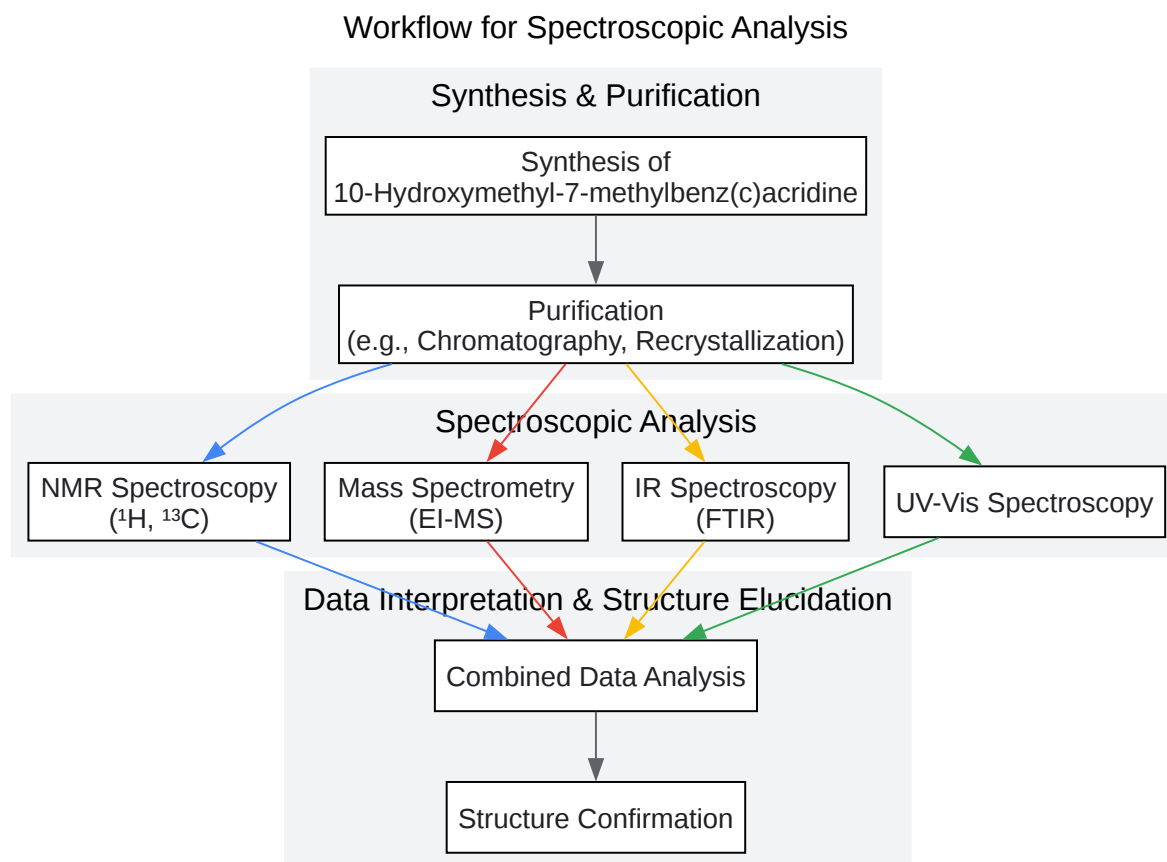 Workflow for Spectroscopic Analysis
Synthesis & Purification
Synthesis of
10-Hydroxymethyl-7-methylbenz(c)acridine
Purification
(e.g., Chromatography, Recrystallization)
Spectroscopic Analysis
NMR Spectroscopy
(¹H, ¹³C)
Mass Spectrometry
(EI-MS)
IR Spectroscopy
(FTIR)
UV-Vis Spectroscopy
Data Interpretation & Structure Elucidation
Combined Data Analysis
Structure Confirmation